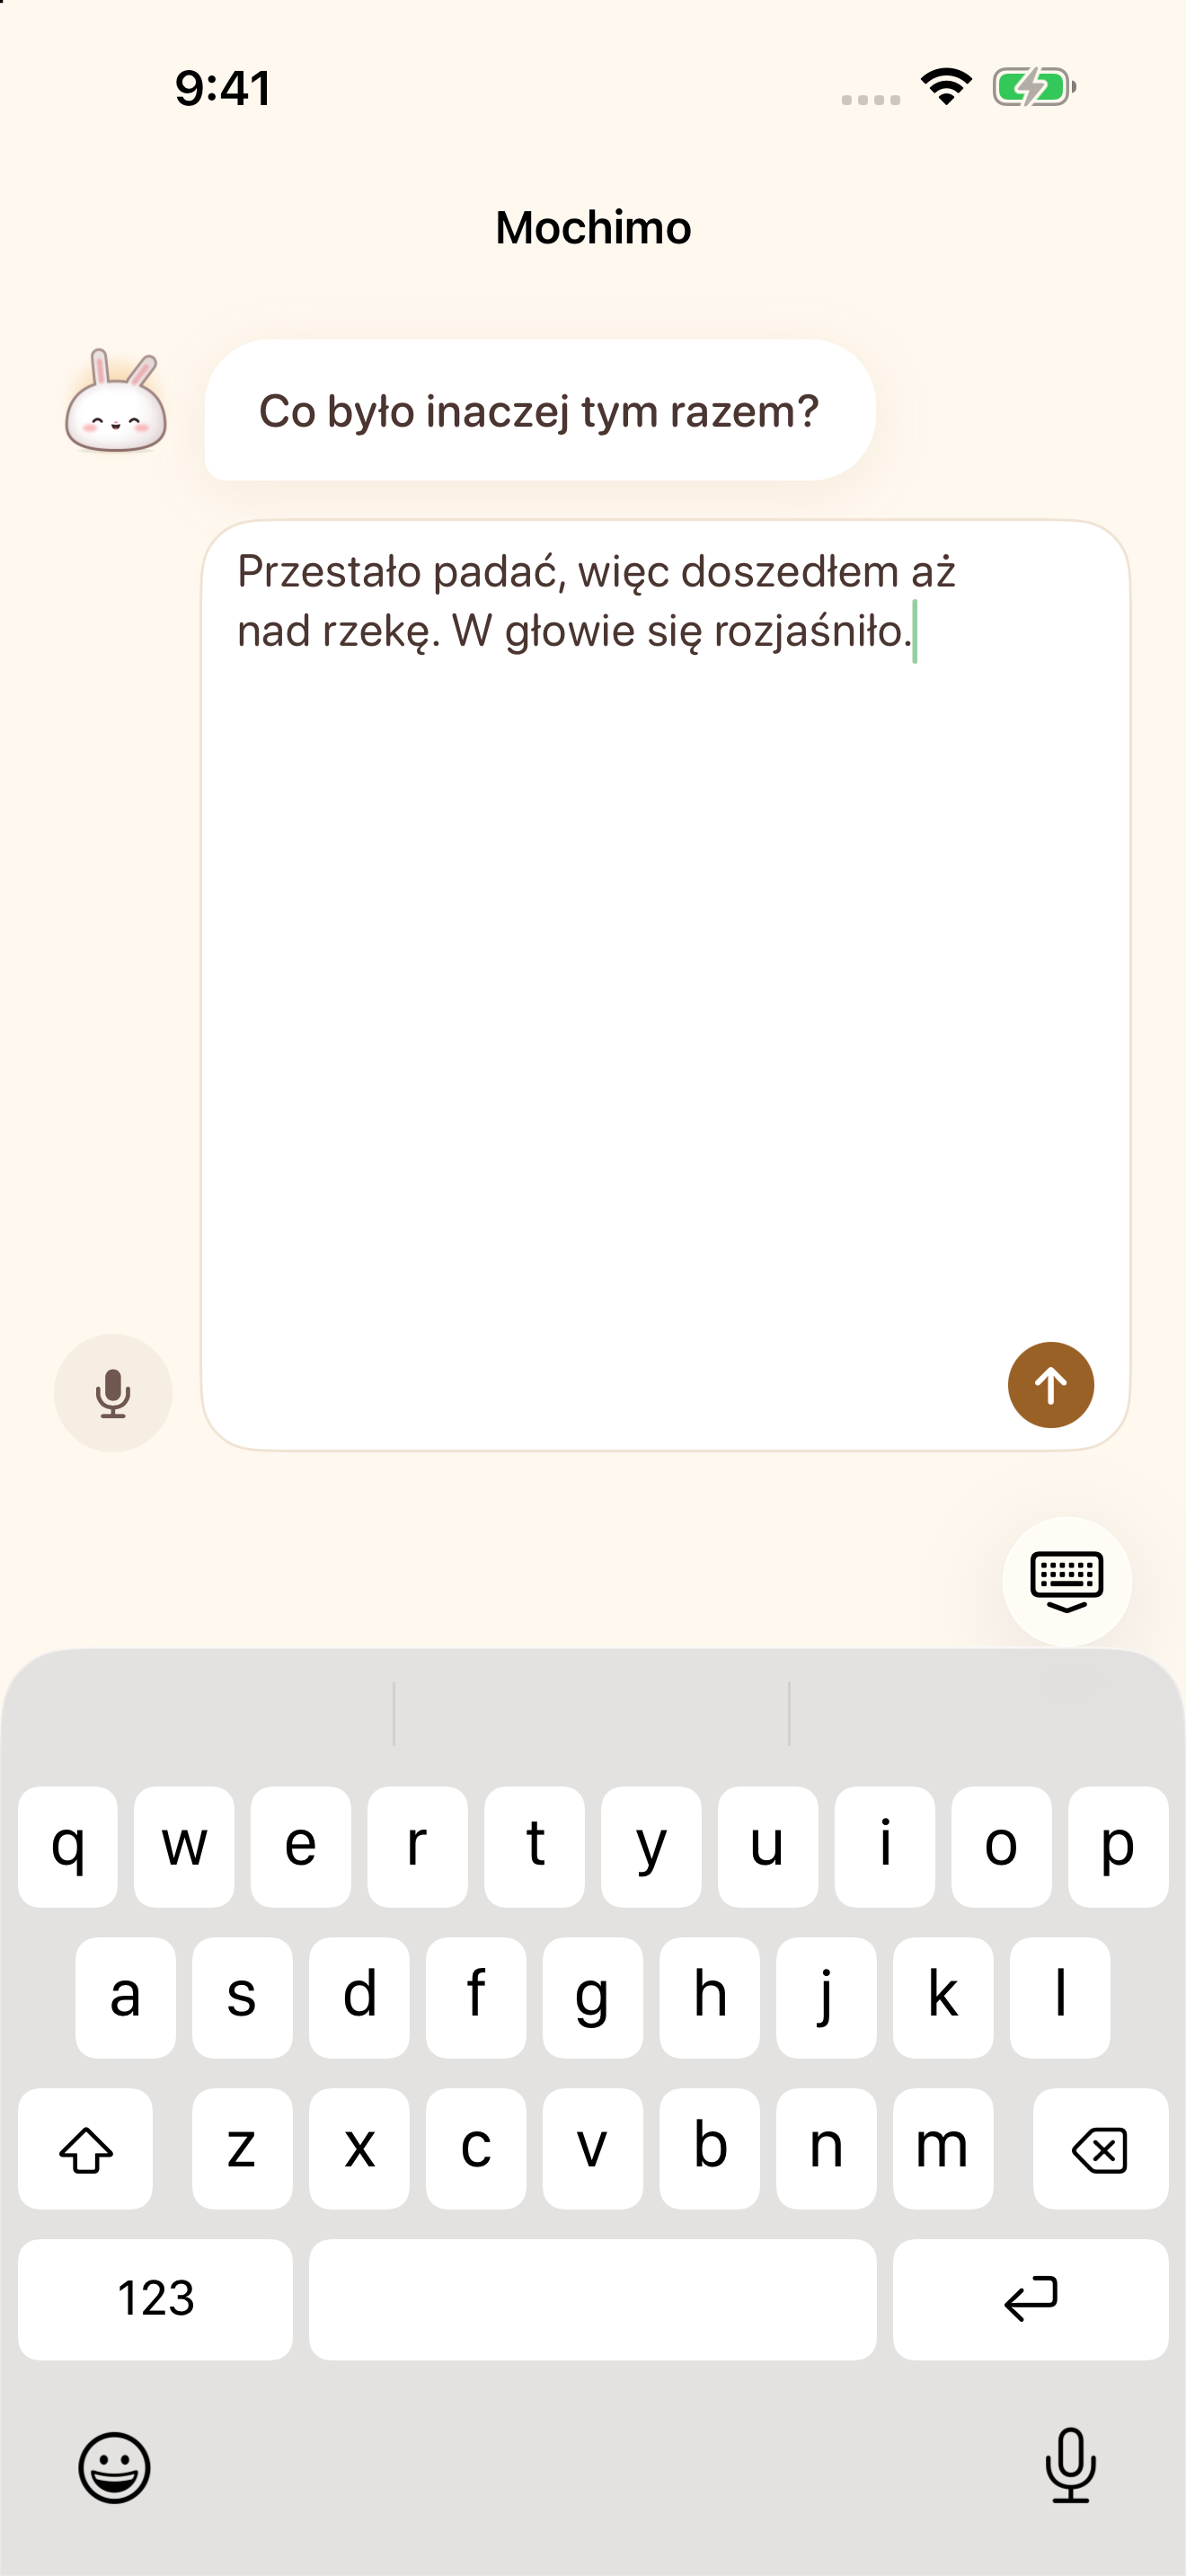 9:41
Mochimo
Co było inaczej tym razem?
Przestało padać, więc doszedłem aż
nad rzekę. W głowie się rozjaśniło.
q w e r t y u i o p
a s d f g h j k l
z x c v b n m
123